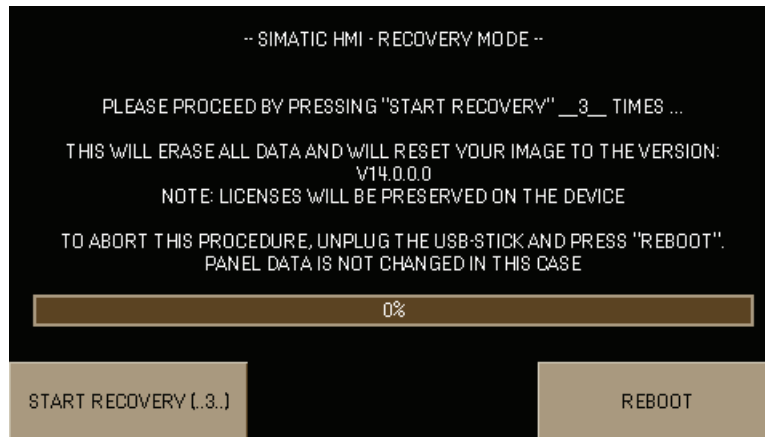 -- SIMATIC HMI - RECOVERY MODE --
PLEASE PROCEED BY PRESSING "START RECOVERY" __3__ TIMES ...
THIS WILL ERASE ALL DATA AND WILL RESET YOUR IMAGE TO THE VERSION:
V14.0.0.0
NOTE: LICENSES WILL BE PRESERVED ON THE DEVICE
TO ABORT THIS PROCEDURE, UNPLUG THE USB-STICK AND PRESS "REBOOT".
PANEL DATA IS NOT CHANGED IN THIS CASE
0%
START RECOVERY (..3..)
REBOOT